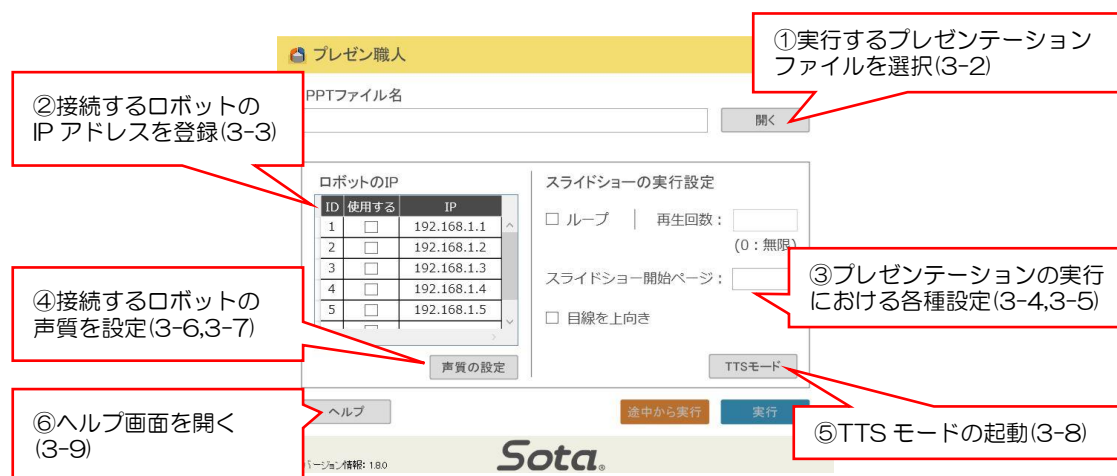 ①実行するプレゼンテーション
ファイルを選択(3-2)
プレゼン職人
②接続するロボットの
IP アドレスを登録(3-3)
PPTファイル名
開く
ロボットのIP
ID 使用する IP
1 192.168.1.1
2 192.168.1.2
3 192.168.1.3
4 192.168.1.4
5 192.168.1.5
声質の設定
スライドショーの実行設定
ループ 再生回数：
(0：無限)
スライドショー開始ページ：
目線を上向き
TTSモード
③プレゼンテーションの実行
における各種設定(3-4,3-5)
④接続するロボットの
声質を設定(3-6,3-7)
ヘルプ
途中から実行
実行
⑤TTS モードの起動(3-8)
⑥ヘルプ画面を開く
(3-9)
バージョン情報: 1.8.0
Sota®